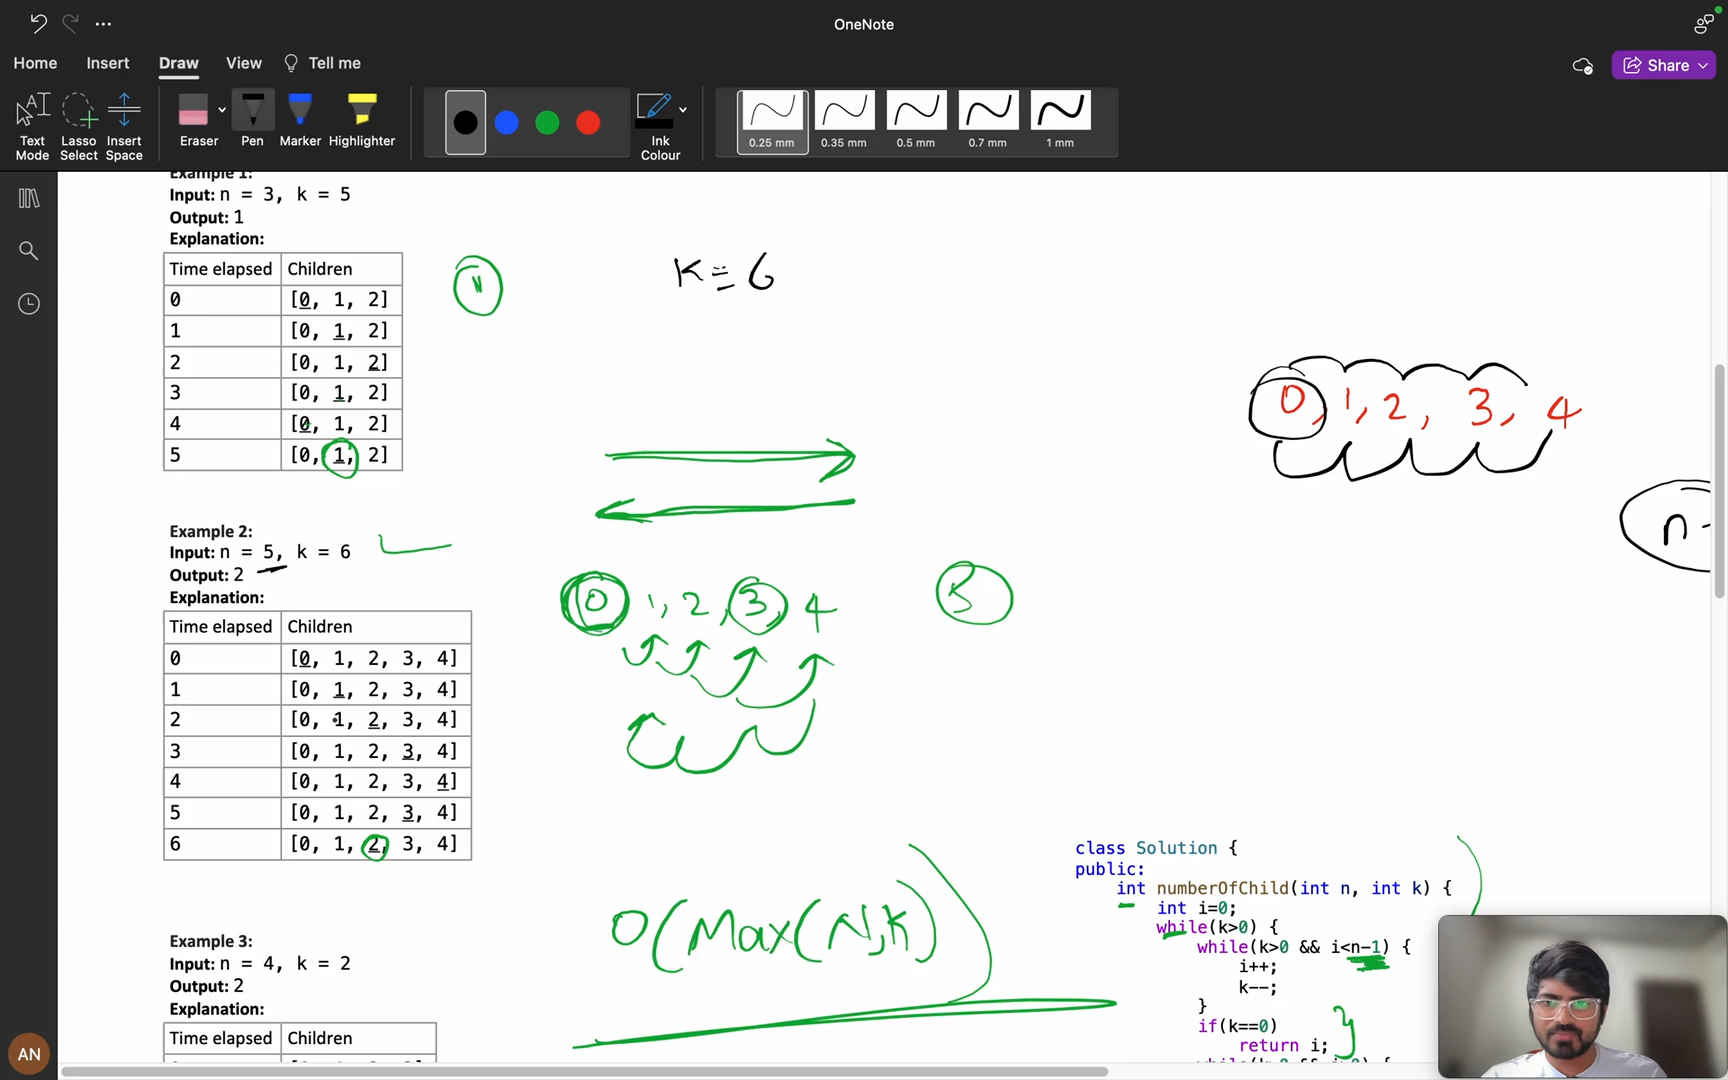 OneNote
Home Insert Draw View Tell me
Share
Text Mode
Lasso Select
Insert Space
Eraser
Pen
Marker
Highlighter
Ink Colour
0.25 mm
0.35 mm
0.5 mm
0.7 mm
1 mm
Example 1:
Input: n = 3, k = 5
Output: 1
Explanation:
Time elapsed Children
0 [0, 1, 2]
1 [0, 1, 2]
2 [0, 1, 2]
3 [0, 1, 2]
4 [0, 1, 2]
5 [0, 1, 2]
K = 6
0, 1, 2, 3, 4
n-
Example 2:
Input: n = 5, k = 6
Output: 2
Explanation:
Time elapsed Children
0 [0, 1, 2, 3, 4]
1 [0, 1, 2, 3, 4]
2 [0, 1, 2, 3, 4]
3 [0, 1, 2, 3, 4]
4 [0, 1, 2, 3, 4]
5 [0, 1, 2, 3, 4]
6 [0, 1, 2, 3, 4]
0 1, 2, 3, 4
5
O(Max(N,K))
class Solution {
public:
int numberOfChild(int n, int k) {
int i=0;
while(k>0) {
while(k>0 && i<n-1) {
i++;
k--;
}
if(k==0)
return i;
Example 3:
Input: n = 4, k = 2
Output: 2
Explanation:
Time elapsed Children
AN